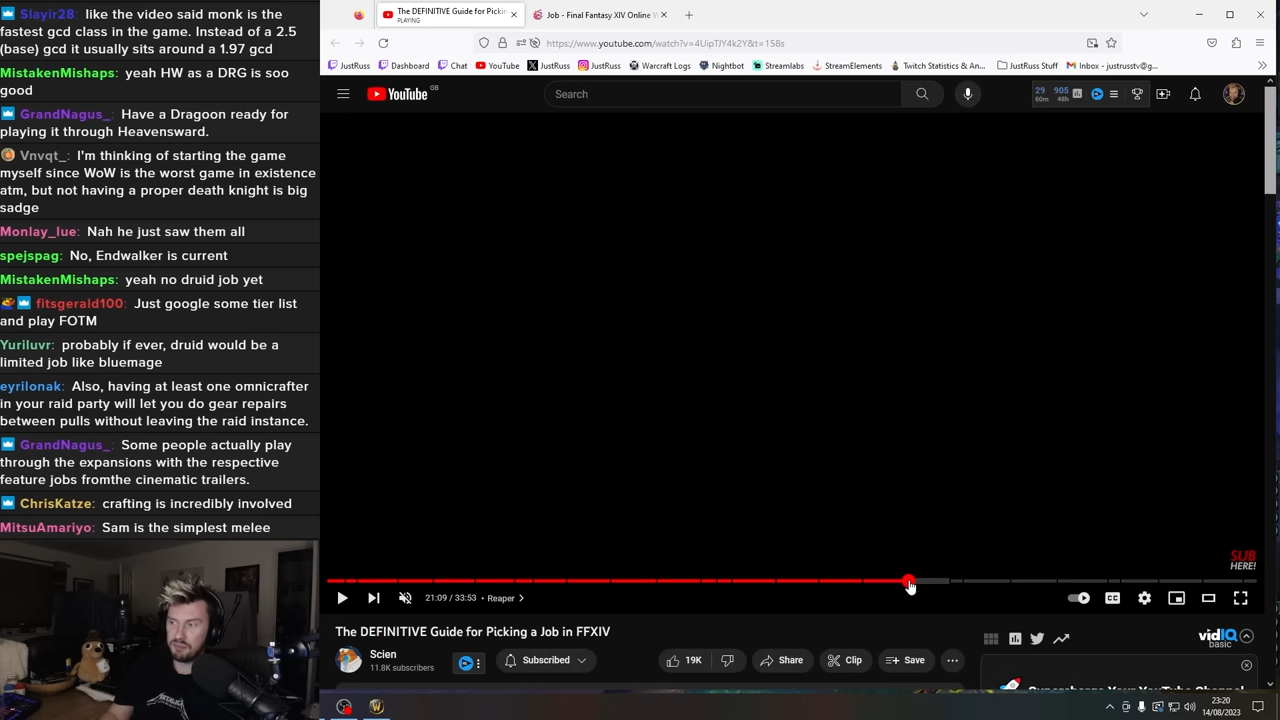 Slayir28: like the video said monk is the
fastest gcd class in the game. Instead of a 2.5
(base) gcd it usually sits around a 1.97 gcd
MistakenMishaps: yeah HW as a DRG is soo
good
GrandNagus_: Have a Dragoon ready for
playing it through Heavensward.
Vnvqt_: I'm thinking of starting the game
myself since WoW is the worst game in existence
atm, but not having a proper death knight is big
sadge
Monlay_lue: Nah he just saw them all
spejspag: No, Endwalker is current
MistakenMishaps: yeah no druid job yet
fitsgerald100: Just google some tier list
and play FOTM
Yuriluvr: probably if ever, druid would be a
limited job like bluemage
eyrilonak: Also, having at least one omnicrafter
in your raid party will let you do gear repairs
between pulls without leaving the raid instance.
GrandNagus_: Some people actually play
through the expansions with the respective
feature jobs fromthe cinematic trailers.
ChrisKatze: crafting is incredibly involved
MitsuAmariyo: Sam is the simplest melee
The DEFINITIVE Guide for Picking
PLAYING
Job - Final Fantasy XIV Online
https://www.youtube.com/watch?v=4UipTJY4k2Y&t=158s
JustRuss Dashboard Chat YouTube JustRuss JustRuss Warcraft Logs Nightbot Streamlabs StreamElements Twitch Statistics & An... JustRuss Stuff Inbox - justrusstv@g...
YouTube GB
Search
29 905
60m 48h
SUB
HERE!
21:09 / 33:53 • Reaper
CC
The DEFINITIVE Guide for Picking a Job in FFXIV
Scien
11.8K subscribers
Subscribed
19K
Share
Clip
Save
vidIQ
basic
Supercharge Your YouTube Channel
23:20
14/08/2023